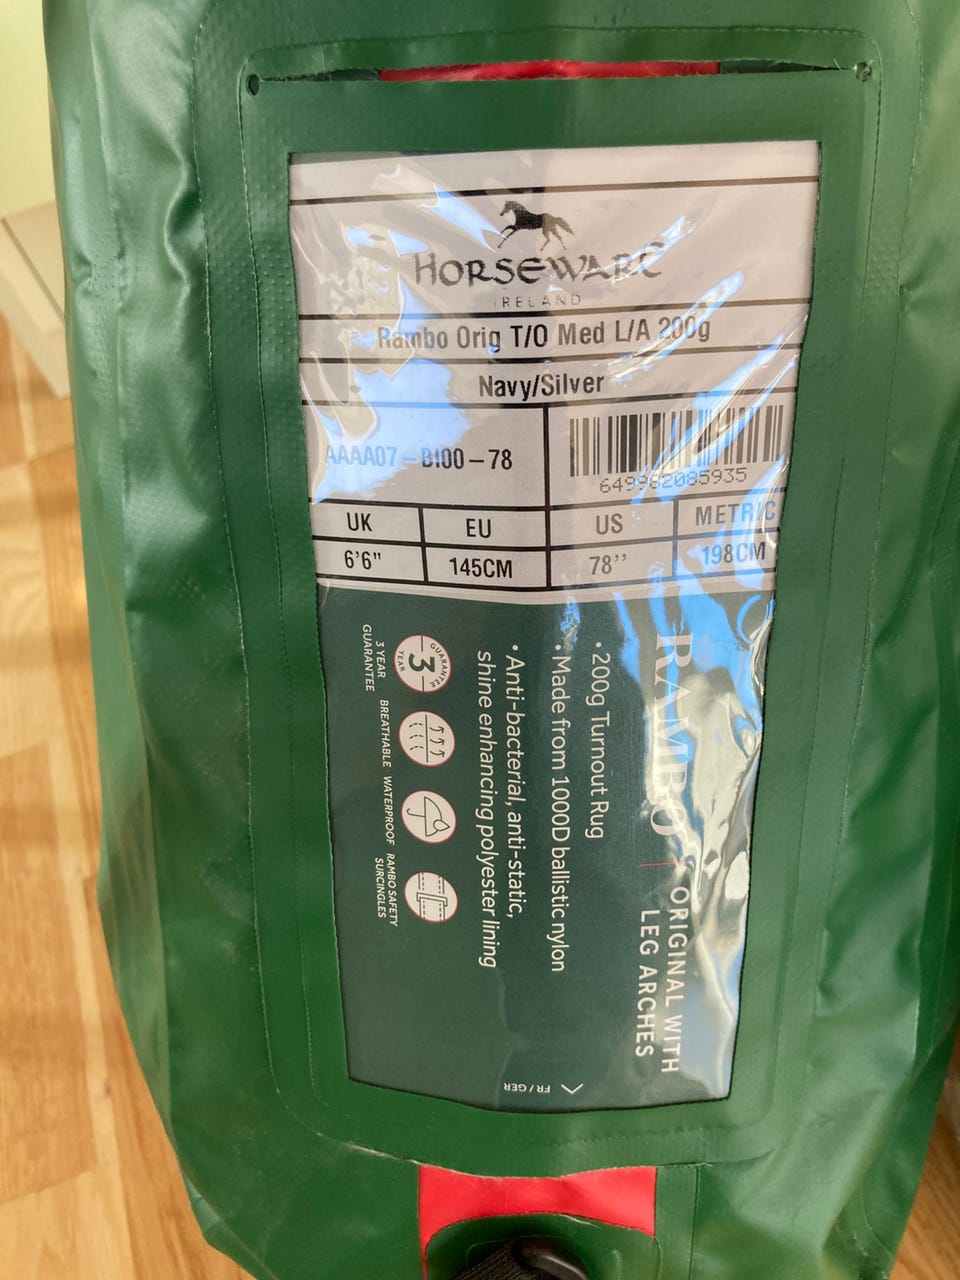 HORSEWARE
IRELAND
Rambo Orig T/O Med L/A 200g
Navy/Silver
AAAA07-BI00-78
649982085935
UK EU US METRIC
6'6" 145CM 78’’ 198CM
RAMBO | ORIGINAL WITH
LEG ARCHES
• 200g Turnout Rug
• Made from 1000D ballistic nylon
• Anti-bacterial, anti-static,
shine enhancing polyester lining
GUARANTEE
3
YEAR
3 YEAR
GUARANTEE
BREATHABLE
WATERPROOF
RAMBO SAFETY
SURCINGLES
FR / GER